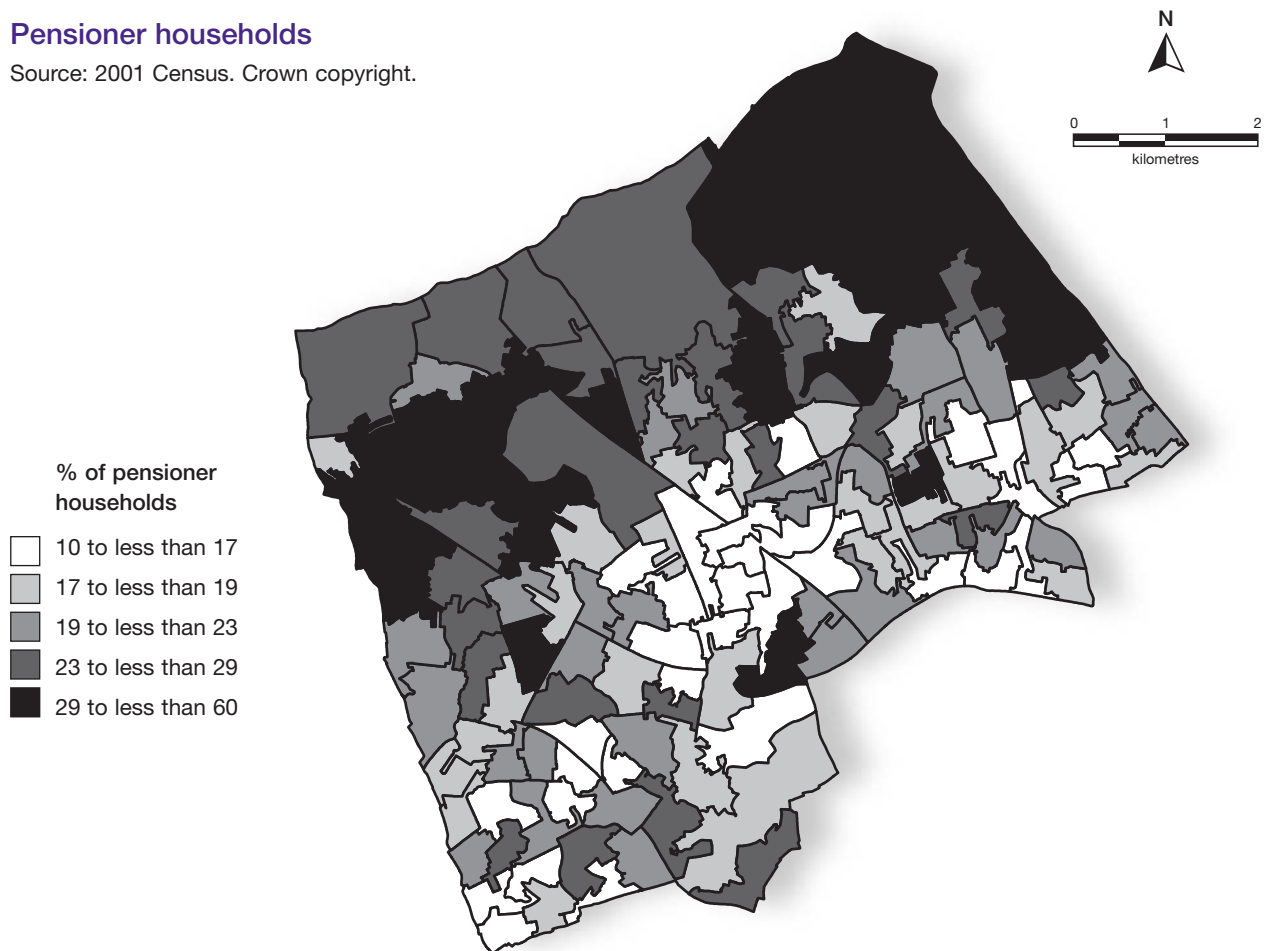 Pensioner households
Source: 2001 Census. Crown copyright.
N
0 1 2
kilometres
% of pensioner
households
10 to less than 17
17 to less than 19
19 to less than 23
23 to less than 29
29 to less than 60